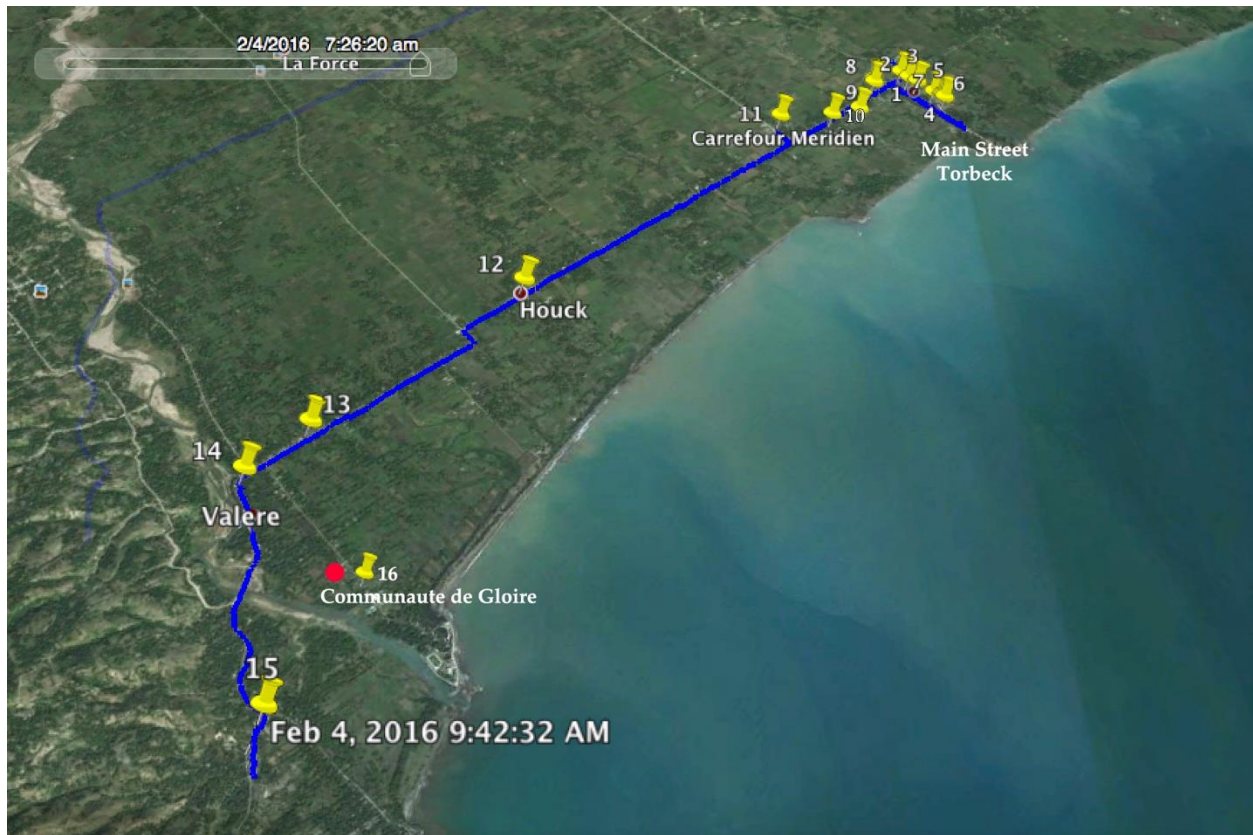 2/4/2016 7:26:20 am
La Force
2
3
8
5
7
6
9
1
11
10
4
Carrefour Meridien
Main Street
Torbeck
12
Houck
13
14
Valere
16
Communaute de Gloire
15
Feb 4, 2016 9:42:32 AM